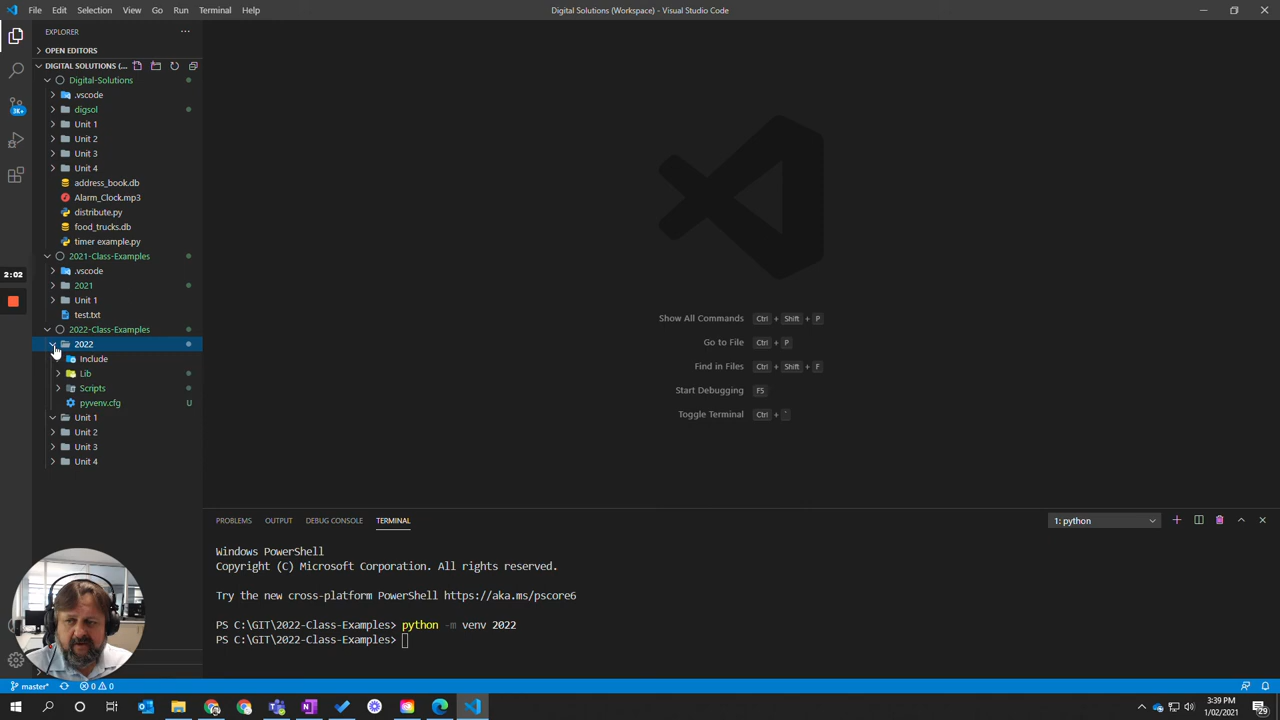 File Edit Selection View Go Run Terminal Help
Digital Solutions (Workspace) - Visual Studio Code
EXPLORER
OPEN EDITORS
DIGITAL SOLUTIONS (...
Digital-Solutions
.vscode
digsol
Unit 1
Unit 2
Unit 3
Unit 4
address_book.db
Alarm_Clock.mp3
distribute.py
food_trucks.db
timer example.py
2021-Class-Examples
.vscode
2021
Unit 1
test.txt
2022-Class-Examples
2022
Include
Lib
Scripts
pyvenv.cfg U
Unit 1
Unit 2
Unit 3
Unit 4
3K+
2:02
Show All Commands Ctrl + Shift + P
Go to File Ctrl + P
Find in Files Ctrl + Shift + F
Start Debugging F5
Toggle Terminal Ctrl + `
PROBLEMS OUTPUT DEBUG CONSOLE TERMINAL
1: python
Windows PowerShell
Copyright (C) Microsoft Corporation. All rights reserved.
Try the new cross-platform PowerShell https://aka.ms/pscore6
PS C:\GIT\2022-Class-Examples> python -m venv 2022
PS C:\GIT\2022-Class-Examples>
master* 0 0
3:39 PM
1/02/2021
29